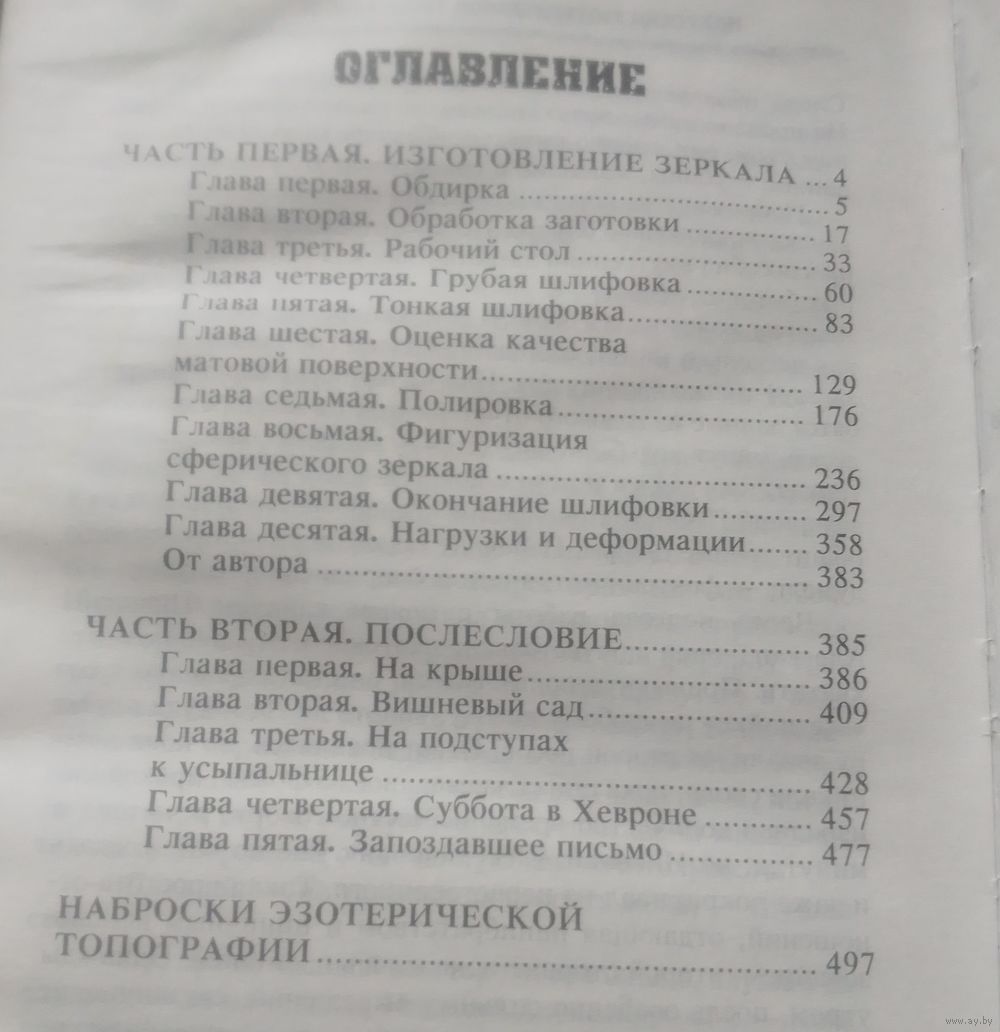 ОГЛАВЛЕНИЕ
ЧАСТЬ ПЕРВАЯ. ИЗГОТОВЛЕНИЕ ЗЕРКАЛА ... 4
Глава первая. Обдирка ........................................ 5
Глава вторая. Обработка заготовки ................ 17
Глава третья. Рабочий стол .............................. 33
Глава четвертая. Грубая шлифовка ................ 60
Глава пятая. Тонкая шлифовка ........................ 83
Глава шестая. Оценка качества
матовой поверхности ........................................ 129
Глава седьмая. Полировка ................................ 176
Глава восьмая. Фигуризация
сферического зеркала ........................................ 236
Глава девятая. Окончание шлифовки ............ 297
Глава десятая. Нагрузки и деформации ....... 358
От автора ............................................................ 383
ЧАСТЬ ВТОРАЯ. ПОСЛЕСЛОВИЕ ........................ 385
Глава первая. На крыше .................................... 386
Глава вторая. Вишневый сад ............................ 409
Глава третья. На подступах
к усыпальнице .................................................... 428
Глава четвертая. Суббота в Хевроне .............. 457
Глава пятая. Запоздавшее письмо .................. 477
НАБРОСКИ ЭЗОТЕРИЧЕСКОЙ
ТОПОГРАФИИ ........................................................ 497
www.ay.by